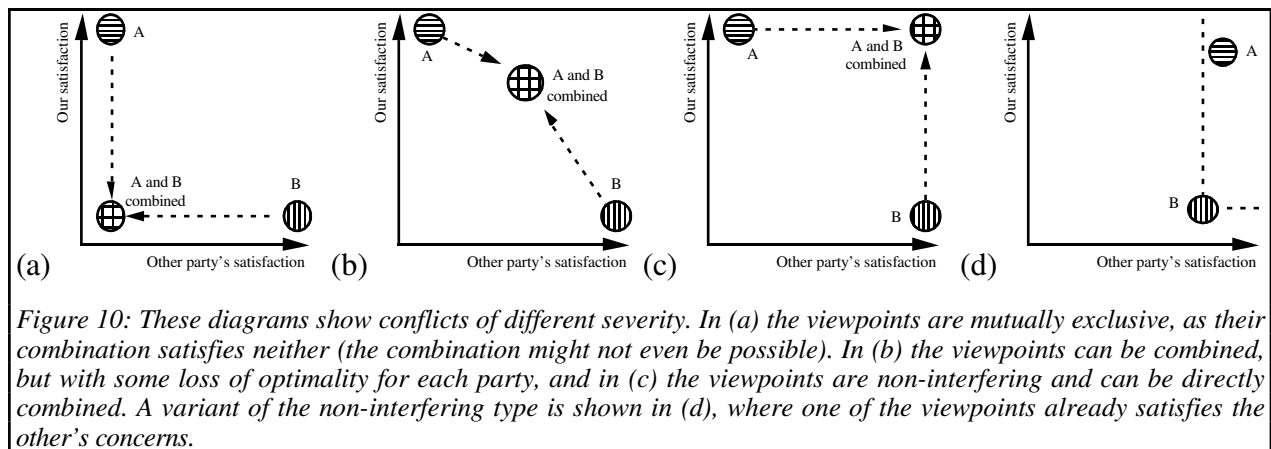 Our satisfaction
A
A and B
combined
B
Other party's satisfaction
(a)
Our satisfaction
A
A and B
combined
B
Other party's satisfaction
(b)
Our satisfaction
A
A and B
combined
B
Other party's satisfaction
(c)
Our satisfaction
A
B
Other party's satisfaction
(d)
Figure 10: These diagrams show conflicts of different severity. In (a) the viewpoints are mutually exclusive, as their
combination satisfies neither (the combination might not even be possible). In (b) the viewpoints can be combined,
but with some loss of optimality for each party, and in (c) the viewpoints are non-interfering and can be directly
combined. A variant of the non-interfering type is shown in (d), where one of the viewpoints already satisfies the
other's concerns.